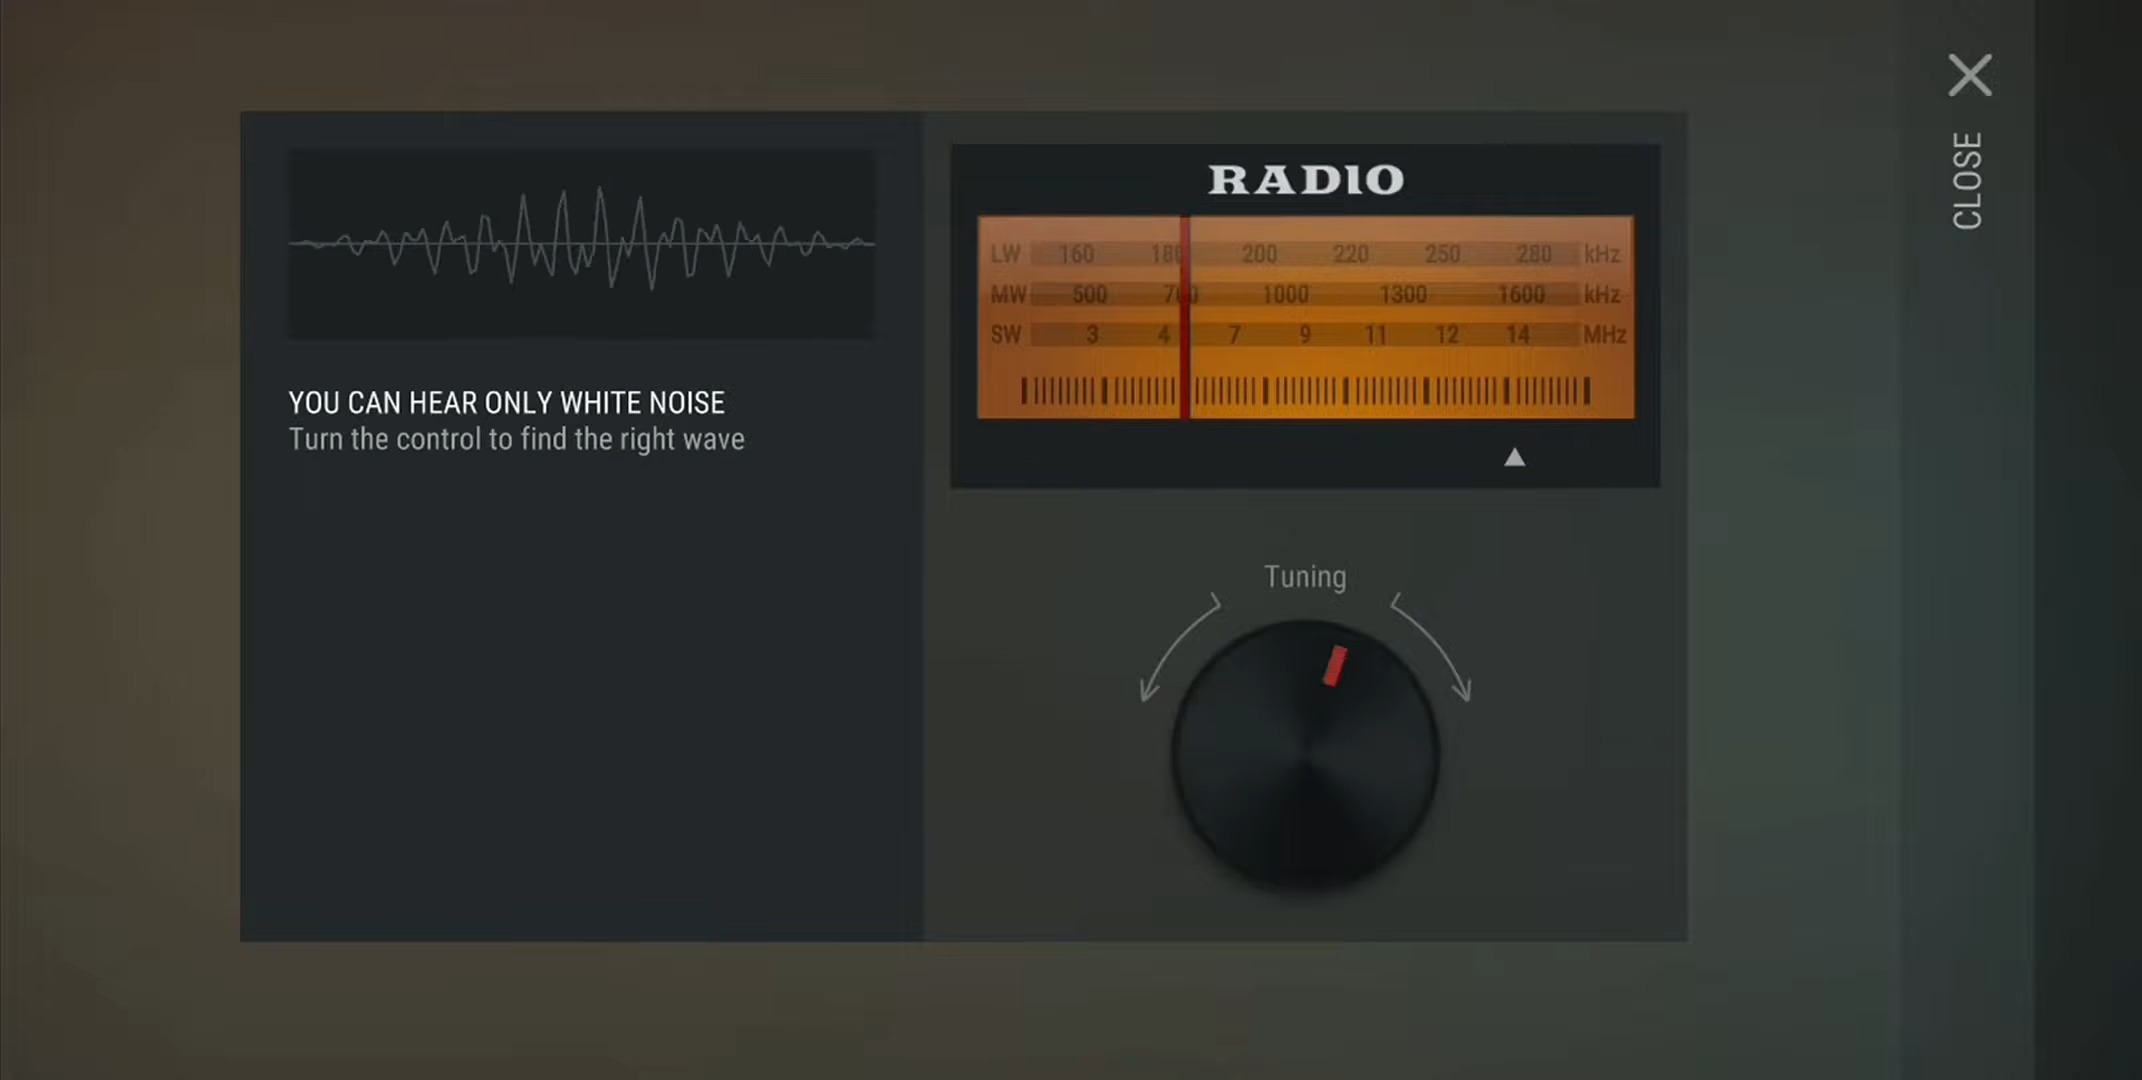 CLOSE
RADIO
LW 160 180 200 220 250 280 kHz
MW 500 700 1000 1300 1600 kHz
SW 3 4 7 9 11 12 14 MHz
YOU CAN HEAR ONLY WHITE NOISE
Turn the control to find the right wave
Tuning